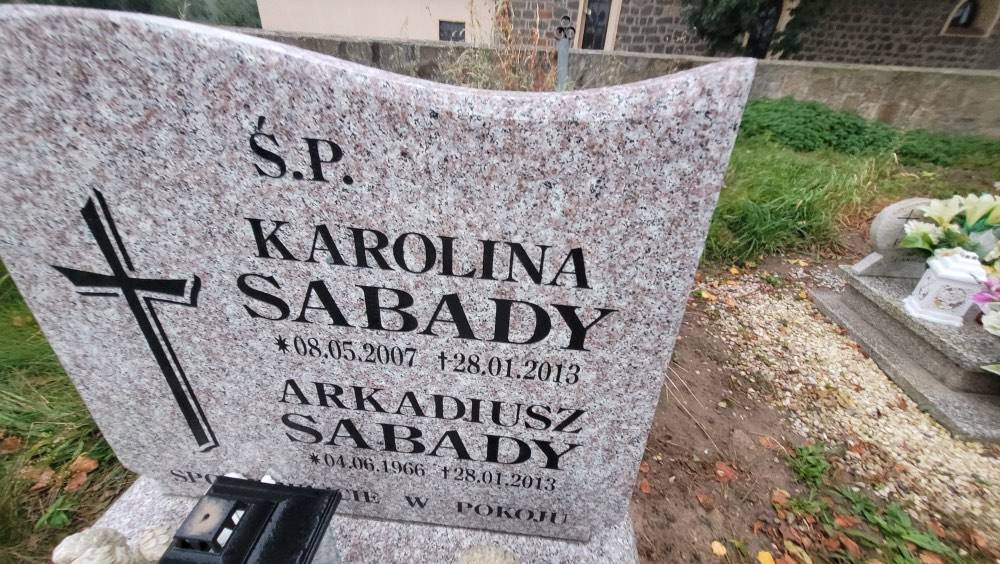 Ś.P.
KAROLINA
SABADY
*08.05.2007 †28.01.2013
ARKADIUSZ
SABADY
*04.06.1966 †28.01.2013
W POKOJU